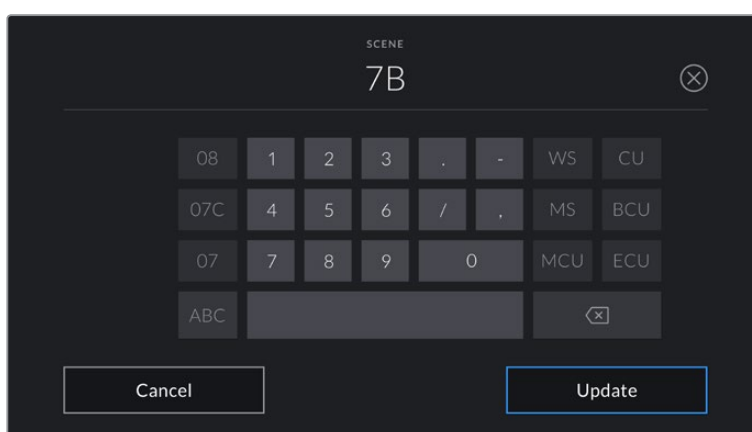 SCENE
7B
08 1 2 3 . - WS CU
07C 4 5 6 / , MS BCU
07 7 8 9 0 MCU ECU
ABC
Cancel Update